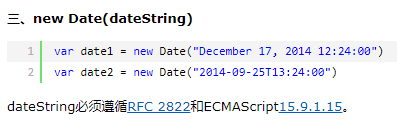 三、new Date(dateString)
1 var date1 = new Date("December 17, 2014 12:24:00")
2 var date2 = new Date("2014-09-25T13:24:00")
dateString必须遵循RFC 2822和ECMAScript15.9.1.15。